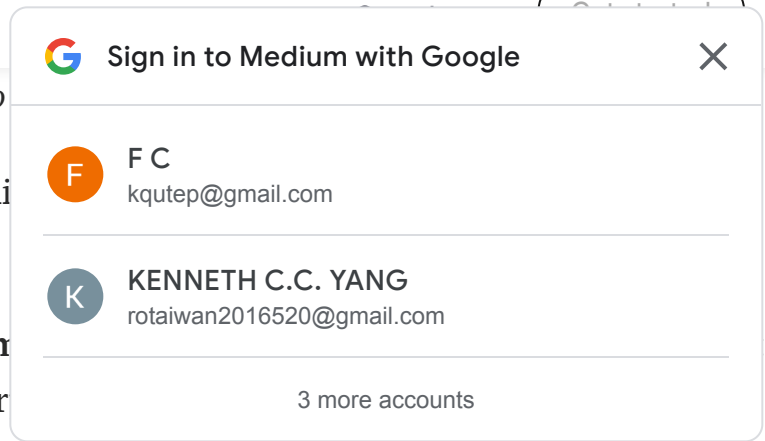 Sign in to Medium with Google
F
F C
kqutep@gmail.com
K
KENNETH C.C. YANG
rotaiwan2016520@gmail.com
3 more accounts